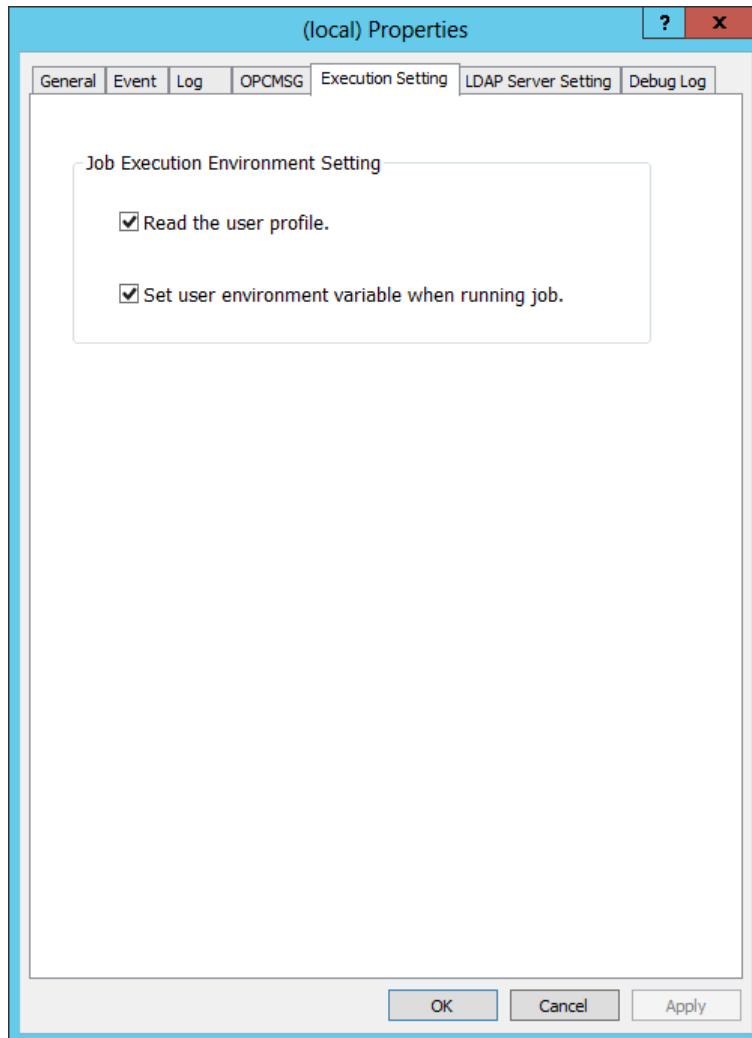 (local) Properties
?
x
General Event Log OPCMSG Execution Setting LDAP Server Setting Debug Log
Job Execution Environment Setting
Read the user profile.
Set user environment variable when running job.
OK Cancel Apply